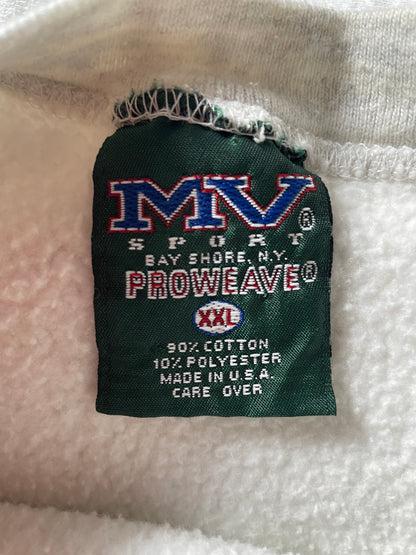 MV®
SPORT
BAY SHORE, N.Y.
PROWEAVE®
XXL
90% COTTON
10% POLYESTER
MADE IN U.S.A.
CARE OVER